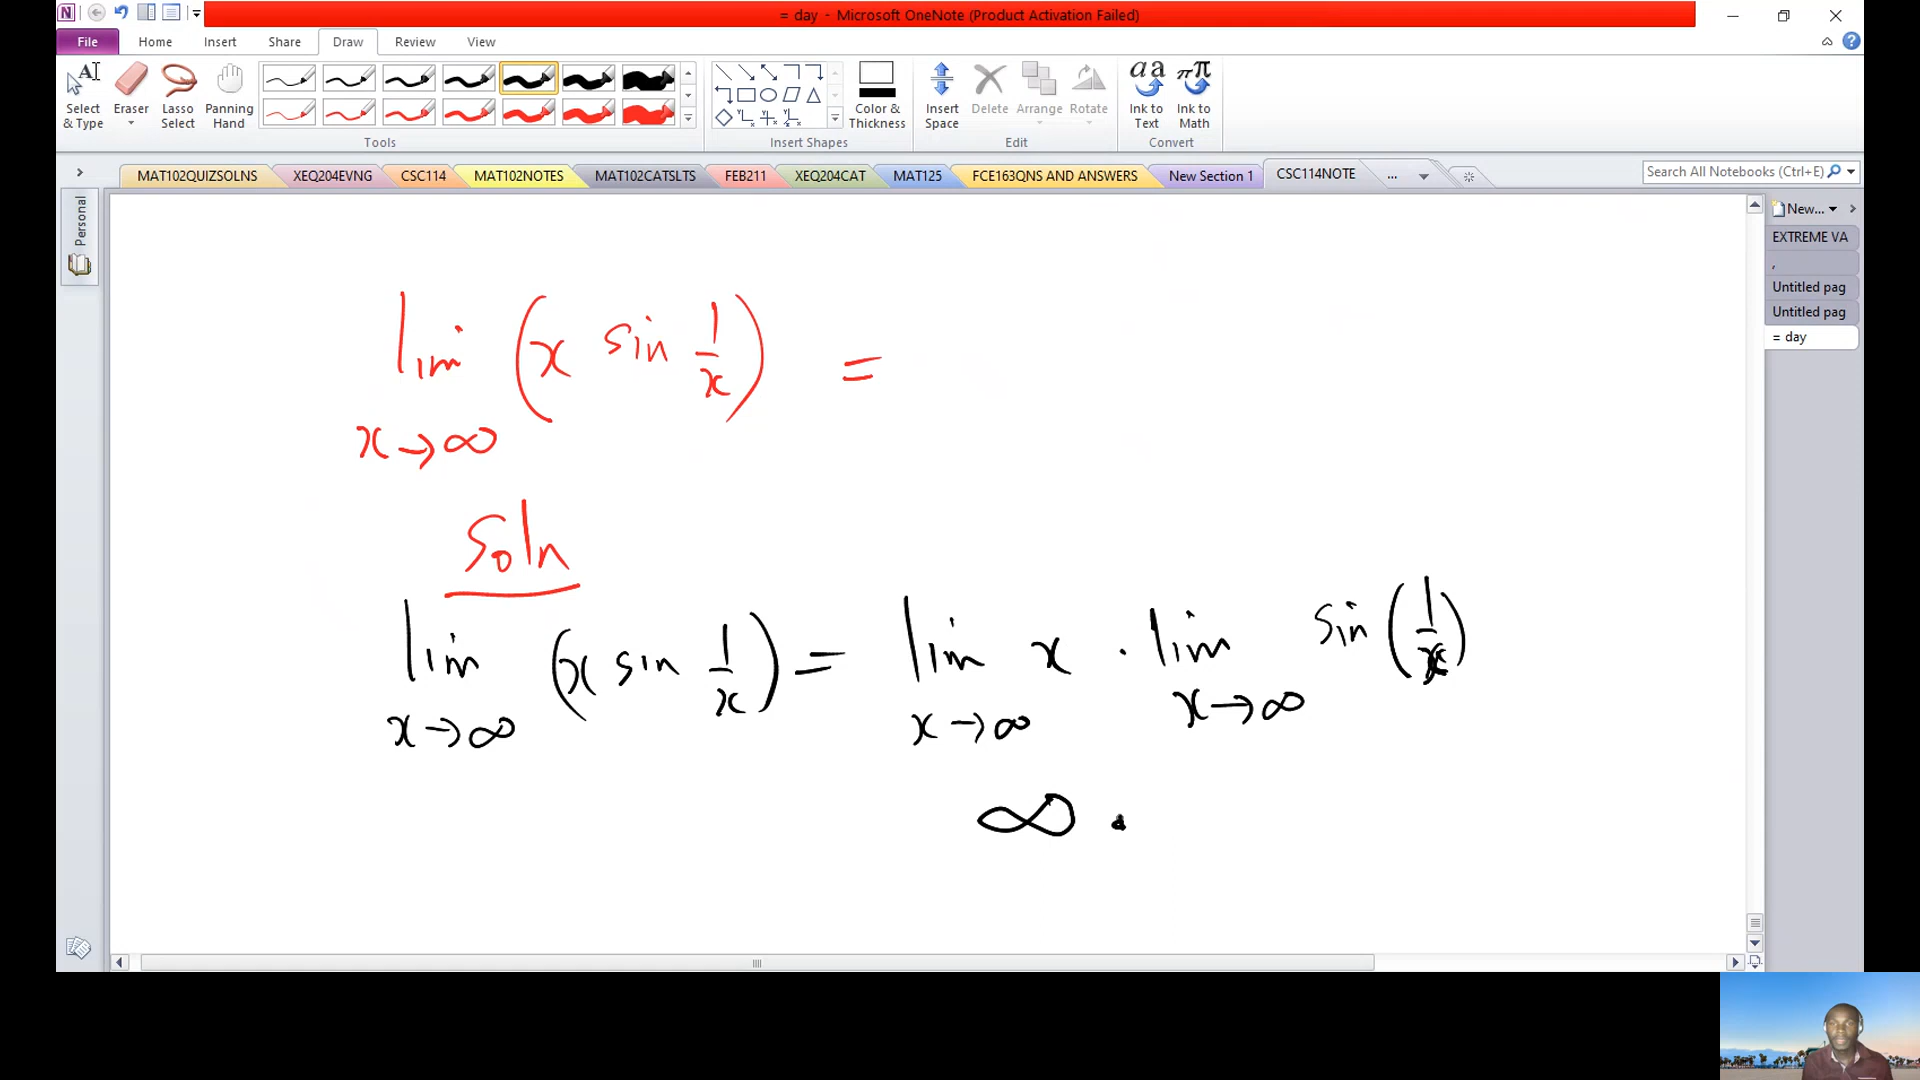 = day - Microsoft OneNote (Product Activation Failed)
File Home Insert Share Draw Review View
Select & Type Eraser Lasso Select Panning Hand Color & Thickness Insert Space Delete Arrange Rotate Ink to Text Ink to Math
Tools Insert Shapes Edit Convert
MAT102QUIZSOLNS XEQ204EVNG CSC114 MAT102NOTES MAT102CATSLTS FEB211 XEQ204CAT MAT125 FCE163QNS AND ANSWERS New Section 1 CSC114NOTE ... Search All Notebooks (Ctrl+E)
Personal
New...
EXTREME VA
,
Untitled pag
Untitled pag
= day
lim (x sin 1/x) =
x→∞
Soln
lim (x sin 1/x) = lim x · lim sin (1/x)
x→∞ x→∞ x→∞
∞ ·